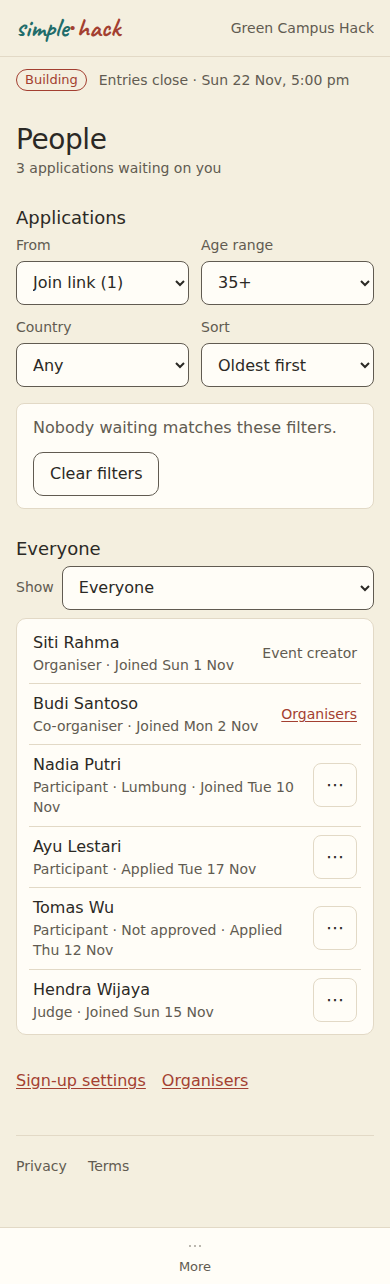 simple·hack
Green Campus Hack
Building
Entries close · Sun 22 Nov, 5:00 pm
People
3 applications waiting on you
Applications
From
Age range
Join link (1)
35+
Country
Sort
Any
Oldest first
Nobody waiting matches these filters.
Clear filters
Everyone
Show
Everyone
Siti Rahma
Organiser · Joined Sun 1 Nov
Event creator
Budi Santoso
Co-organiser · Joined Mon 2 Nov
Organisers
Nadia Putri
Participant · Lumbung · Joined Tue 10
Nov
···
Ayu Lestari
Participant · Applied Tue 17 Nov
···
Tomas Wu
Participant · Not approved · Applied
Thu 12 Nov
···
Hendra Wijaya
Judge · Joined Sun 15 Nov
···
Sign-up settings
Organisers
Privacy
Terms
···
More